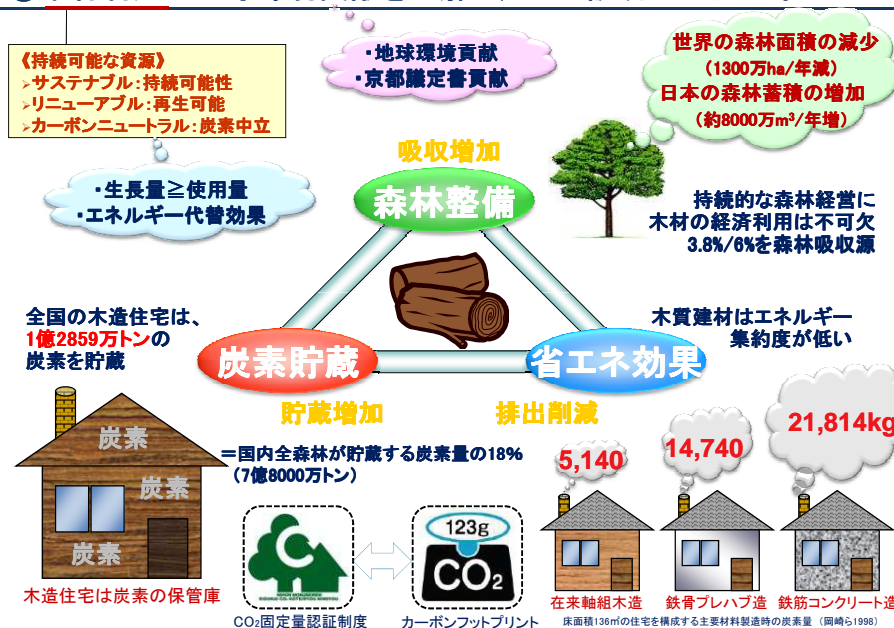 《持続可能な資源》
➢サステナブル：持続可能性
➢リニューアブル：再生可能
➢カーボンニュートラル：炭素中立
・地球環境貢献
・京都議定書貢献
世界の森林面積の減少
（1300万ha/年減）
日本の森林蓄積の増加
（約8000万m³/年増）
・生長量≧使用量
・エネルギー代替効果
吸収増加
森林整備
持続的な森林経営に
木材の経済利用は不可欠
3.8%/6%を森林吸収源
全国の木造住宅は、
1億2859万トンの
炭素を貯蔵
木質建材はエネルギー
集約度が低い
炭素貯蔵
省エネ効果
貯蔵増加
排出削減
＝国内全森林が貯蔵する炭素量の18%
（7億8000万トン）
炭素
炭素
炭素
木造住宅は炭素の保管庫
C
CO₂固定量認証制度
123g
CO₂
カーボンフットプリント
5,140
14,740
21,814kg
在来軸組木造
鉄骨プレハブ造
鉄筋コンクリート造
床面積136㎡の住宅を構成する主要材料製造時の炭素量（岡崎ら1998）